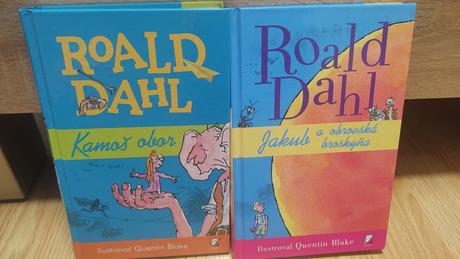 ROALD
DAHL
Kamoš obor
Ilustroval Quentin Blake
Roald
Dahl
Jakub a obrovská
broskyňa
Ilustroval Quentin Blake